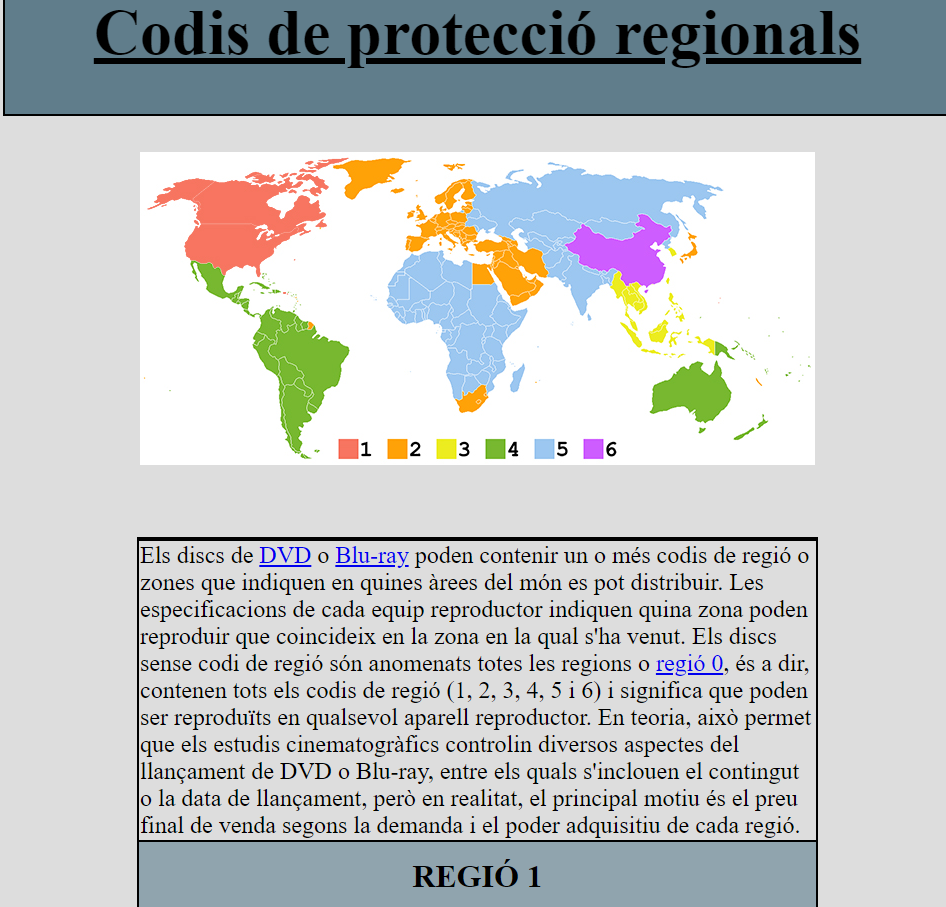 Codis de protecció regionals
1 2 3 4 5 6
Els discs de DVD o Blu-ray poden contenir un o més codis de regió o
zones que indiquen en quines àrees del món es pot distribuir. Les
especificacions de cada equip reproductor indiquen quina zona poden
reproduir que coincideix en la zona en la qual s'ha venut. Els discs
sense codi de regió són anomenats totes les regions o regió 0, és a dir,
contenen tots els codis de regió (1, 2, 3, 4, 5 i 6) i significa que poden
ser reproduïts en qualsevol aparell reproductor. En teoria, això permet
que els estudis cinematogràfics controlin diversos aspectes del
llançament de DVD o Blu-ray, entre els quals s'inclouen el contingut
o la data de llançament, però en realitat, el principal motiu és el preu
final de venda segons la demanda i el poder adquisitiu de cada regió.
REGIÓ 1